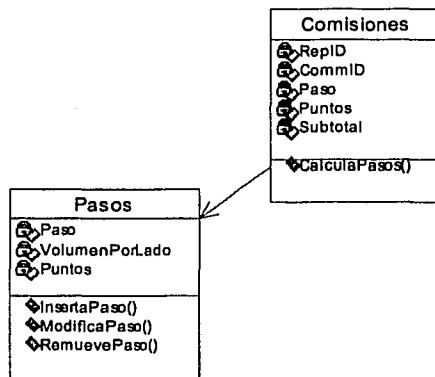 Comisiones
RepID
CommID
Paso
Puntos
Subtotal
CalculaPasos()
Pasos
Paso
VolumenPorLado
Puntos
InsertaPaso()
ModificaPaso()
RemuevePaso()